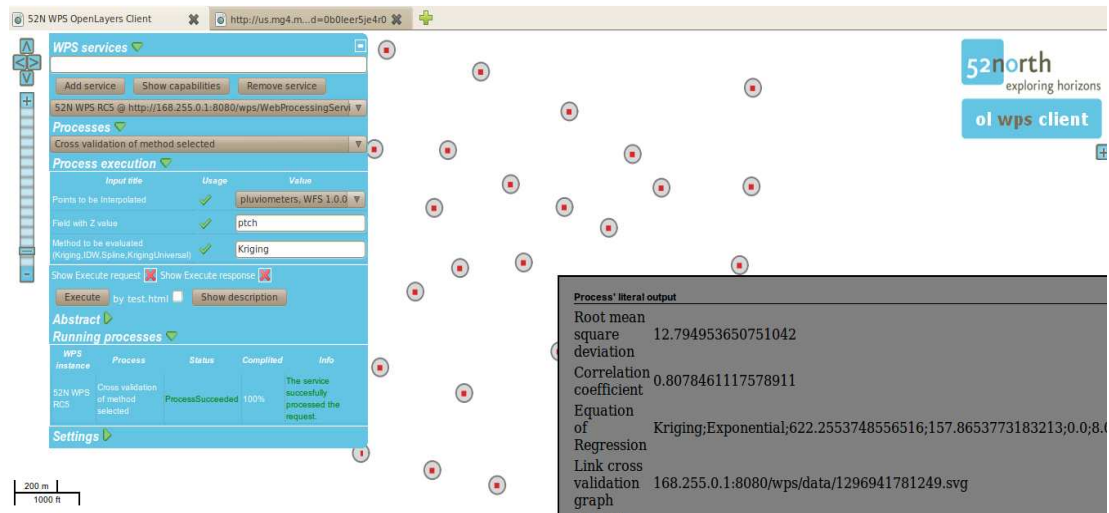 52N WPS OpenLayers Client
http://us.mg4.m...d=0b0leer5je4r0
WPS services
Add service Show capabilities Remove service
52N WPS RC5 @ http://168.255.0.1:8080/wps/WebProcessingServi
Processes
Cross validation of method selected
Process execution
Input title Usage Value
Points to be Interpolated pluviometers, WFS 1.0.0
Field with Z value ptch
Method to be evaluated
(Kriging,IDW,Spline,KrigingUniversal) Kriging
Show Execute request Show Execute response
Execute by test.html Show description
Abstract
Running processes
WPS
instance Process Status Complited Info
52N WPS
RC5
Cross validation
of method
selected
ProcessSucceeded 100%
The service
succesfully
processed the
request.
Settings
200 m
1000 ft
52north
exploring horizons
ol wps client
Process' literal output
Root mean
square
deviation
12.794953650751042
Correlation
coefficient
0.8078461117578911
Equation
of
Regression
Kriging;Exponential;622.2553748556516;157.8653773183213;0.0;8.
Link cross
validation
graph
168.255.0.1:8080/wps/data/1296941781249.svg